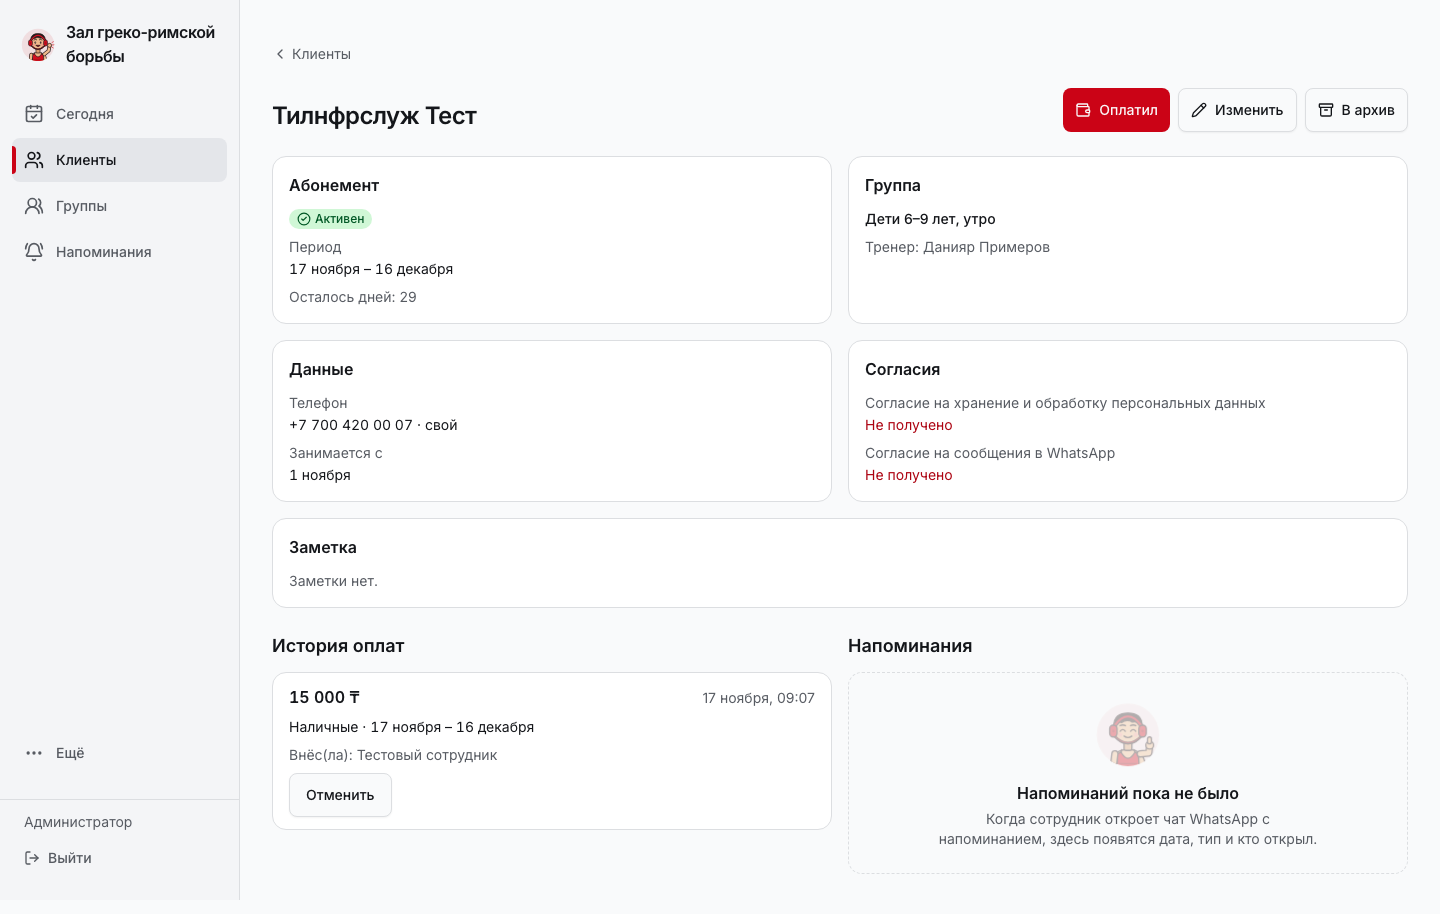 Зал греко-римской
борьбы
Сегодня
Клиенты
Группы
Напоминания
Ещё
Администратор
Выйти
Клиенты
Тилнфрслуж Тест
Оплатил
Изменить
В архив
Абонемент
Активен
Период
17 ноября – 16 декабря
Осталось дней: 29
Группа
Дети 6–9 лет, утро
Тренер: Данияр Примеров
Данные
Телефон
+7 700 420 00 07 · свой
Занимается с
1 ноября
Согласия
Согласие на хранение и обработку персональных данных
Не получено
Согласие на сообщения в WhatsApp
Не получено
Заметка
Заметки нет.
История оплат
15 000 ₸
17 ноября, 09:07
Наличные · 17 ноября – 16 декабря
Внёс(ла): Тестовый сотрудник
Отменить
Напоминания
Напоминаний пока не было
Когда сотрудник откроет чат WhatsApp с
напоминанием, здесь появятся дата, тип и кто открыл.